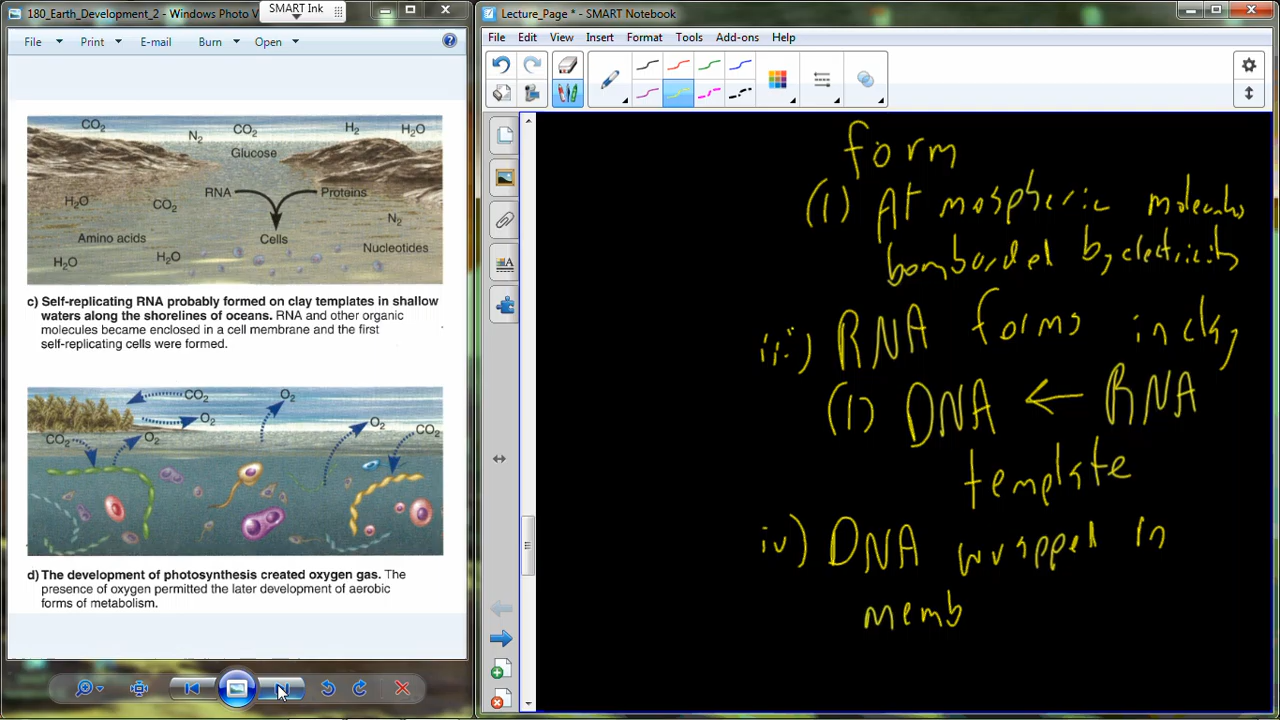 180_Earth_Development_2 - Windows Photo V
SMART Ink
File Print E-mail Burn Open
CO2 N2 CO2 H2 H2O
Glucose
RNA Proteins
H2O CO2 N2
Amino acids Cells Nucleotides
H2O H2O
c) Self-replicating RNA probably formed on clay templates in shallow
waters along the shorelines of oceans. RNA and other organic
molecules became enclosed in a cell membrane and the first
self-replicating cells were formed.
CO2 O2
O2 O2
CO2 O2 CO2
d) The development of photosynthesis created oxygen gas. The
presence of oxygen permitted the later development of aerobic
forms of metabolism.
Lecture_Page * - SMART Notebook
File Edit View Insert Format Tools Add-ons Help
form
(1) Atmospheric molecules
bombarded by electricity
iii) RNA forms in clay
(1) DNA ← RNA
template
iv) DNA wrapped in
memb